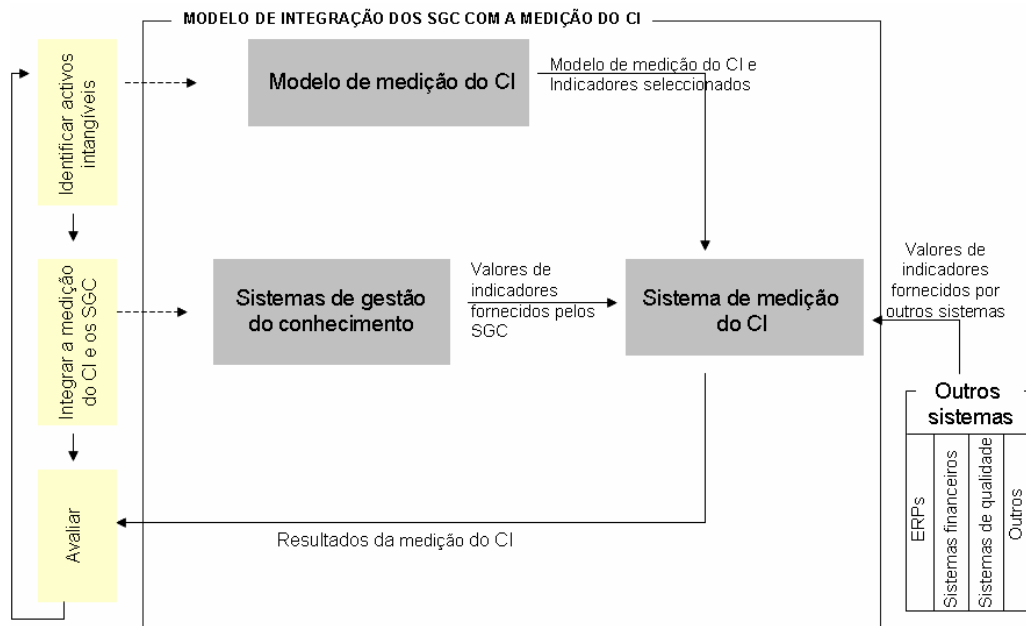 MODELO DE INTEGRAÇÃO DOS SGC COM A MEDIÇÃO DO CI
Identificar activos
intangíveis
Modelo de medição do CI
Modelo de medição do CI e
Indicadores seleccionados
Integrar a medição
do CI e os SGC
Sistemas de gestão
do conhecimento
Valores de
indicadores
fornecidos pelos
SGC
Sistema de medição
do CI
Valores de
indicadores
fornecidos por
outros sistemas
Avaliar
Resultados da medição do CI
Outros
sistemas
ERPs
Sistemas financeiros
Sistemas de qualidade
Outros